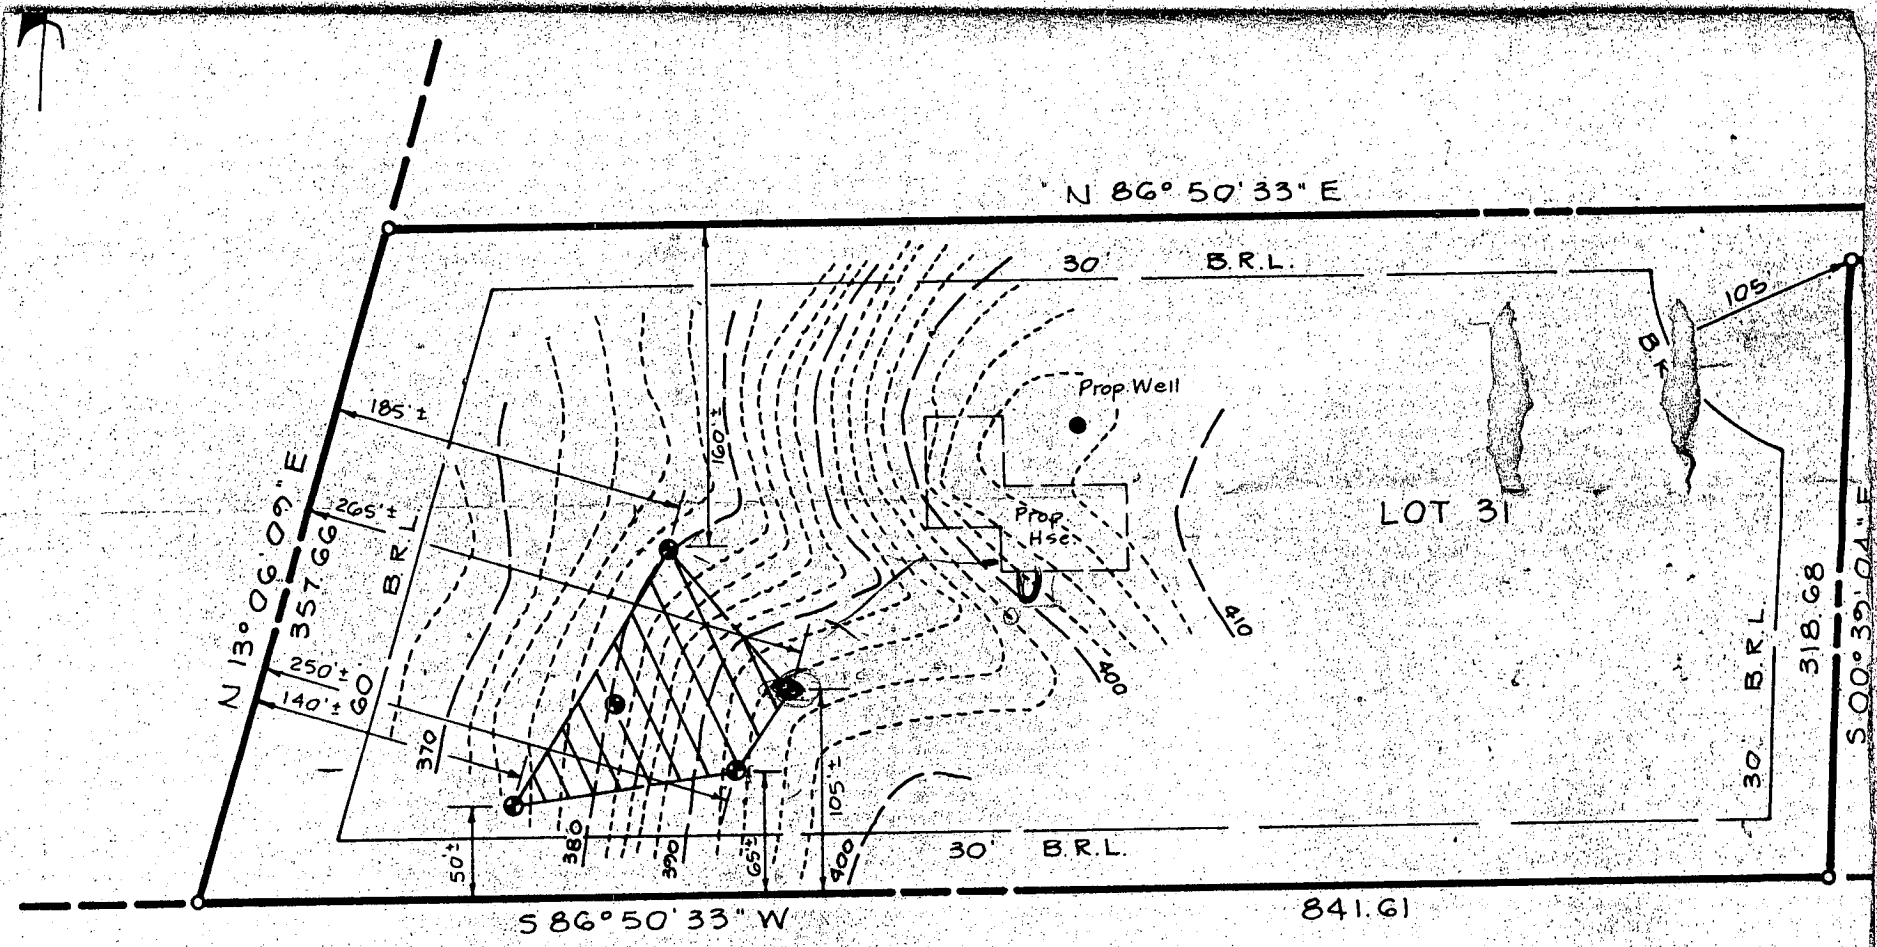 N 86° 50' 33" E
30'
B.R.L.
105
B
185'±
160'±
Prop. Well
N 13° 06' 09" E
357.66
265'±
B.R.L.
60'
LOT 31
Prop.
Hse.
250'±
140'±
370
410
400
318.68
S 00° 39' 04" E
30'
B.R.L.
50'±
380
390
65'±
105'±
400
30'
B.R.L.
S 86° 50' 33" W
841.61